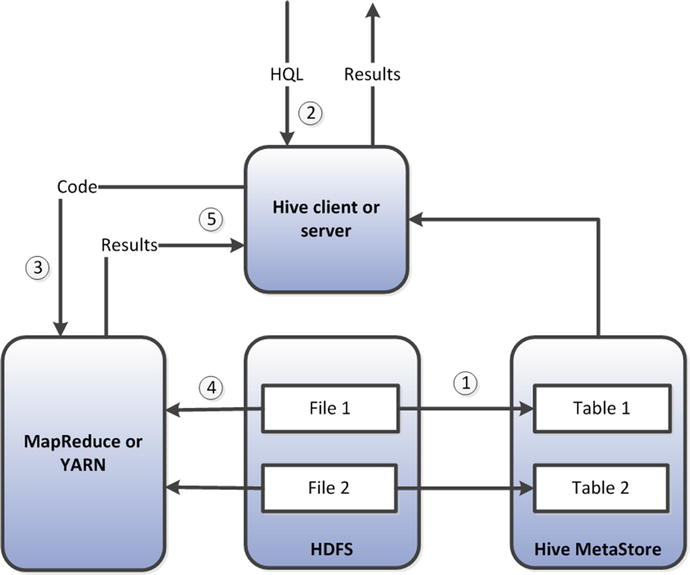 HQL
Results
2
Code
Hive client or
server
5
Results
3
4
1
File 1
Table 1
MapReduce or
YARN
File 2
Table 2
HDFS
Hive MetaStore